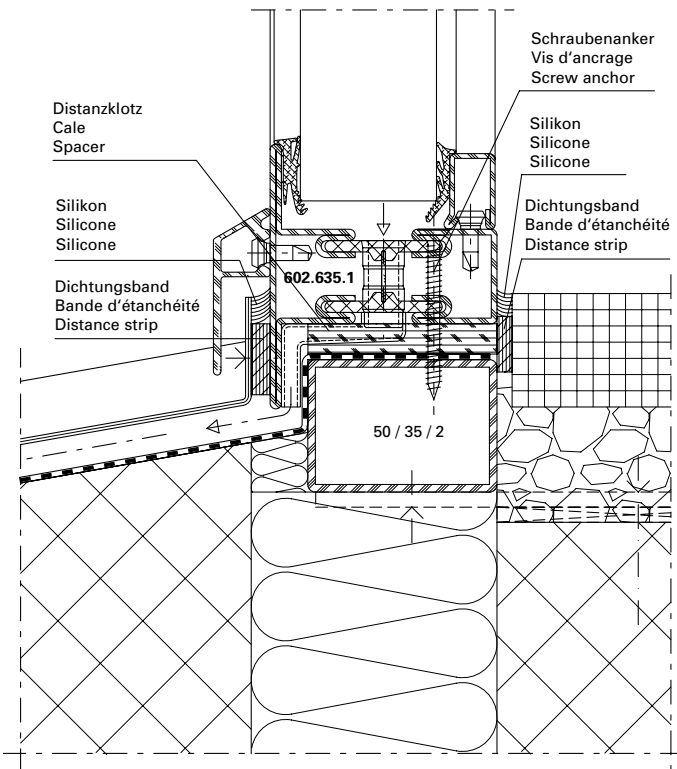 Schraubenanker
Vis d'ancrage
Screw anchor
Distanzklotz
Cale
Spacer
Silikon
Silicone
Silicone
Silikon
Silicone
Silicone
Dichtungsband
Bande d'étanchéité
Distance strip
602.635.1
Dichtungsband
Bande d'étanchéité
Distance strip
50 / 35 / 2